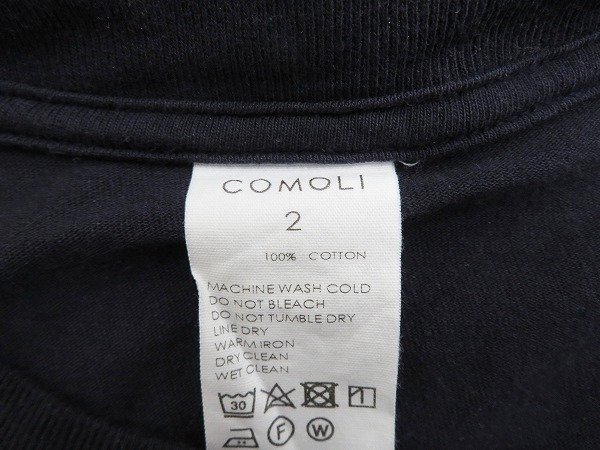 COMOLI
2
100% COTTON
MACHINE WASH COLD
DO NOT BLEACH
DO NOT TUMBLE DRY
LINE DRY
WARM IRON
DRY CLEAN
WET CLEAN
30
F W